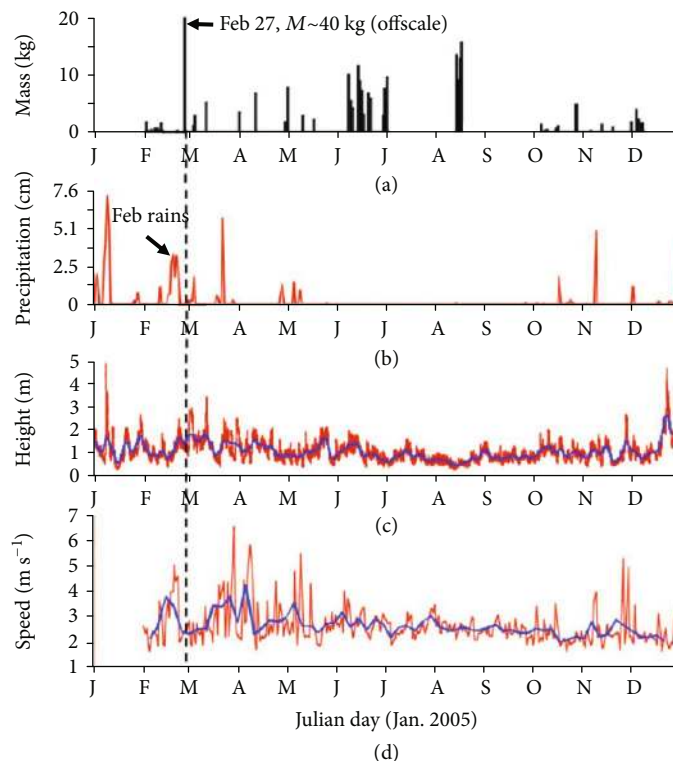 Feb 27, M~40 kg (offscale)
20
10
0
Mass (kg)
J F M A M J J A S O N D
(a)
7.6
5.1
2.5
0
Precipitation (cm)
Feb rains
J F M A M J J A S O N D
(b)
5
4
3
2
1
0
Height (m)
J F M A M J J A S O N D
(c)
7
6
5
4
3
2
1
Speed (m s⁻¹)
J F M A M J J A S O N D
Julian day (Jan. 2005)
(d)